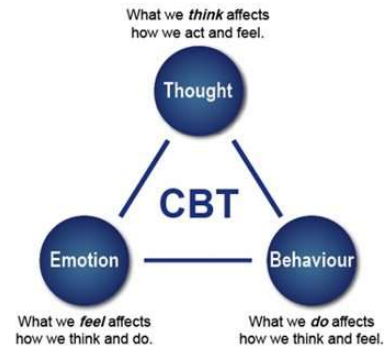 What we think affects
how we act and feel.
Thought
CBT
Emotion
Behaviour
What we feel affects
how we think and do.
What we do affects
how we think and feel.